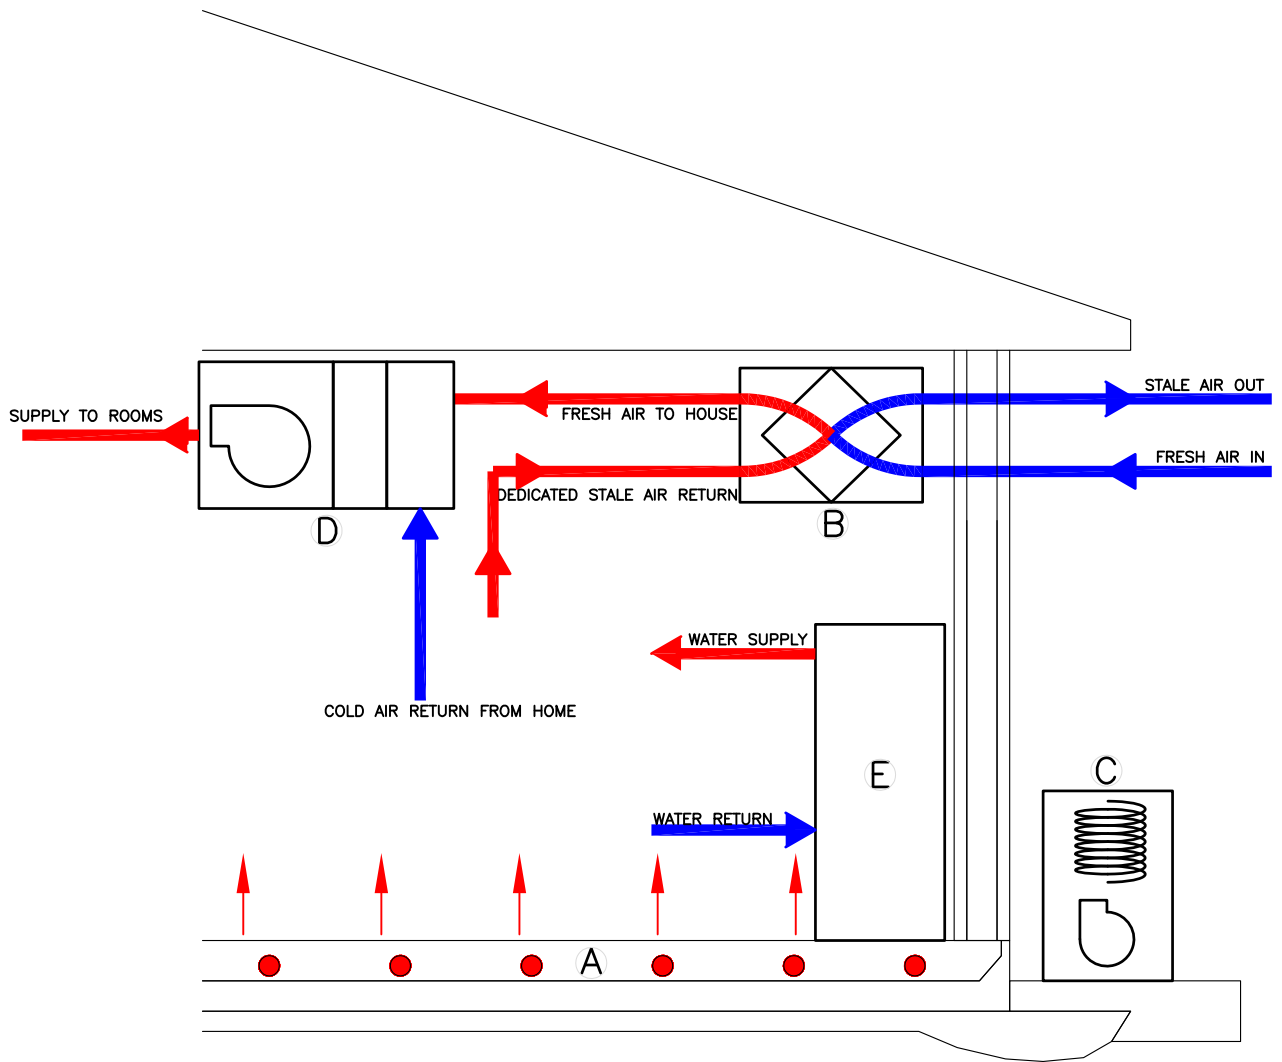 STALE AIR OUT
SUPPLY TO ROOMS
FRESH AIR TO HOUSE
FRESH AIR IN
DEDICATED STALE AIR RETURN
B
D
WATER SUPPLY
COLD AIR RETURN FROM HOME
C
E
WATER RETURN
A